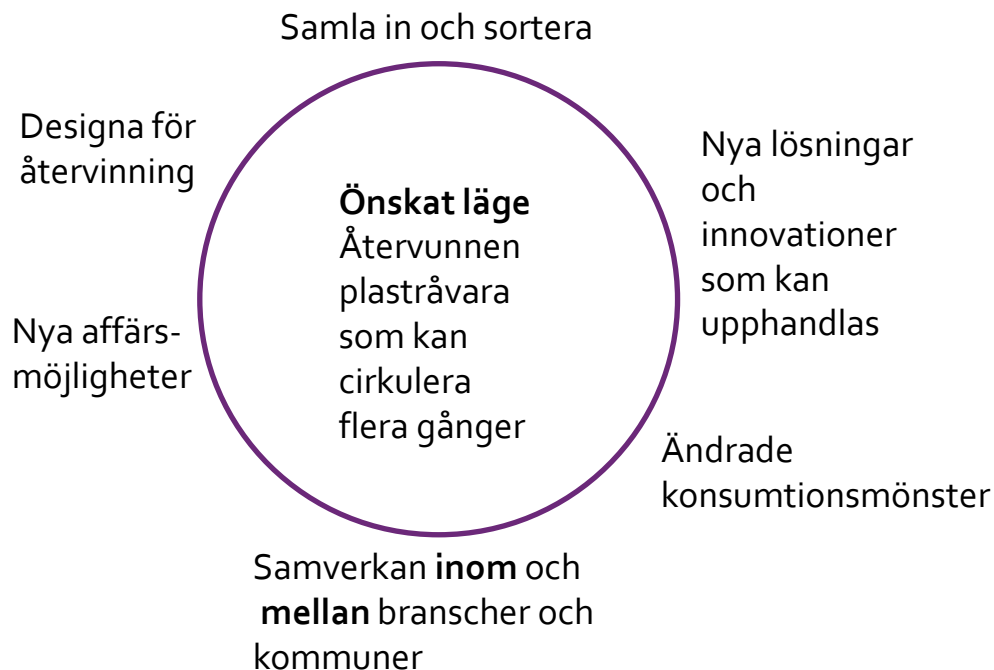 Samla in och sortera
Designa för
återvinning
Nya lösningar
och
innovationer
som kan
upphandlas
Önskat läge
Återvunnen
plastråvara
som kan
cirkulera
flera gånger
Nya affärs-
möjligheter
Ändrade
konsumtionsmönster
Samverkan inom och
mellan branscher och
kommuner